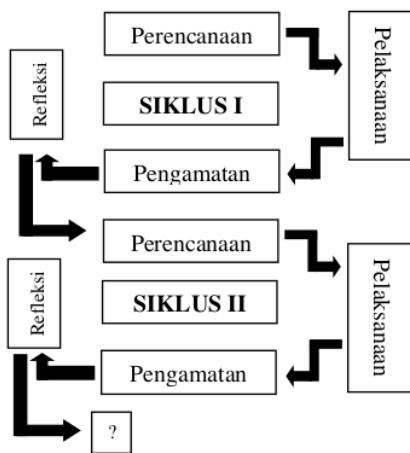 Perencanaan
Pelaksanaan
Refleksi
SIKLUS I
Pengamatan
Perencanaan
Pelaksanaan
Refleksi
SIKLUS II
Pengamatan
?